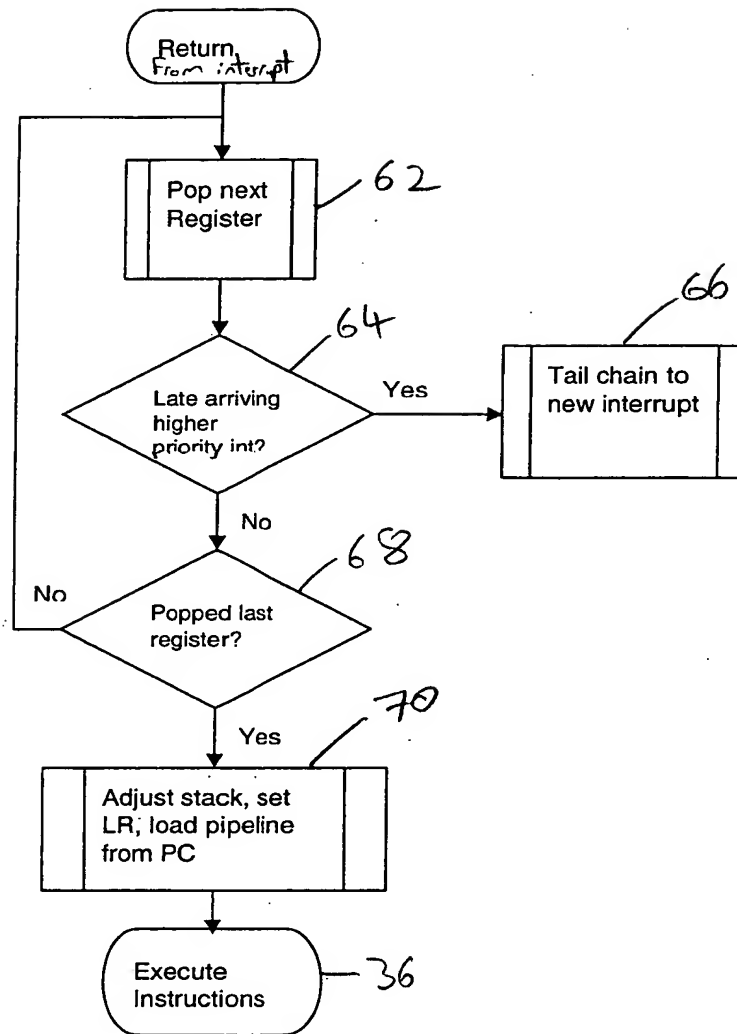 Return
From interrupt
Pop next
Register
62
64
Late arriving
higher
priority int?
Yes
66
Tail chain to
new interrupt
No
68
No
Popped last
register?
70
Yes
Adjust stack, set
LR, load pipeline
from PC
Execute
Instructions
36